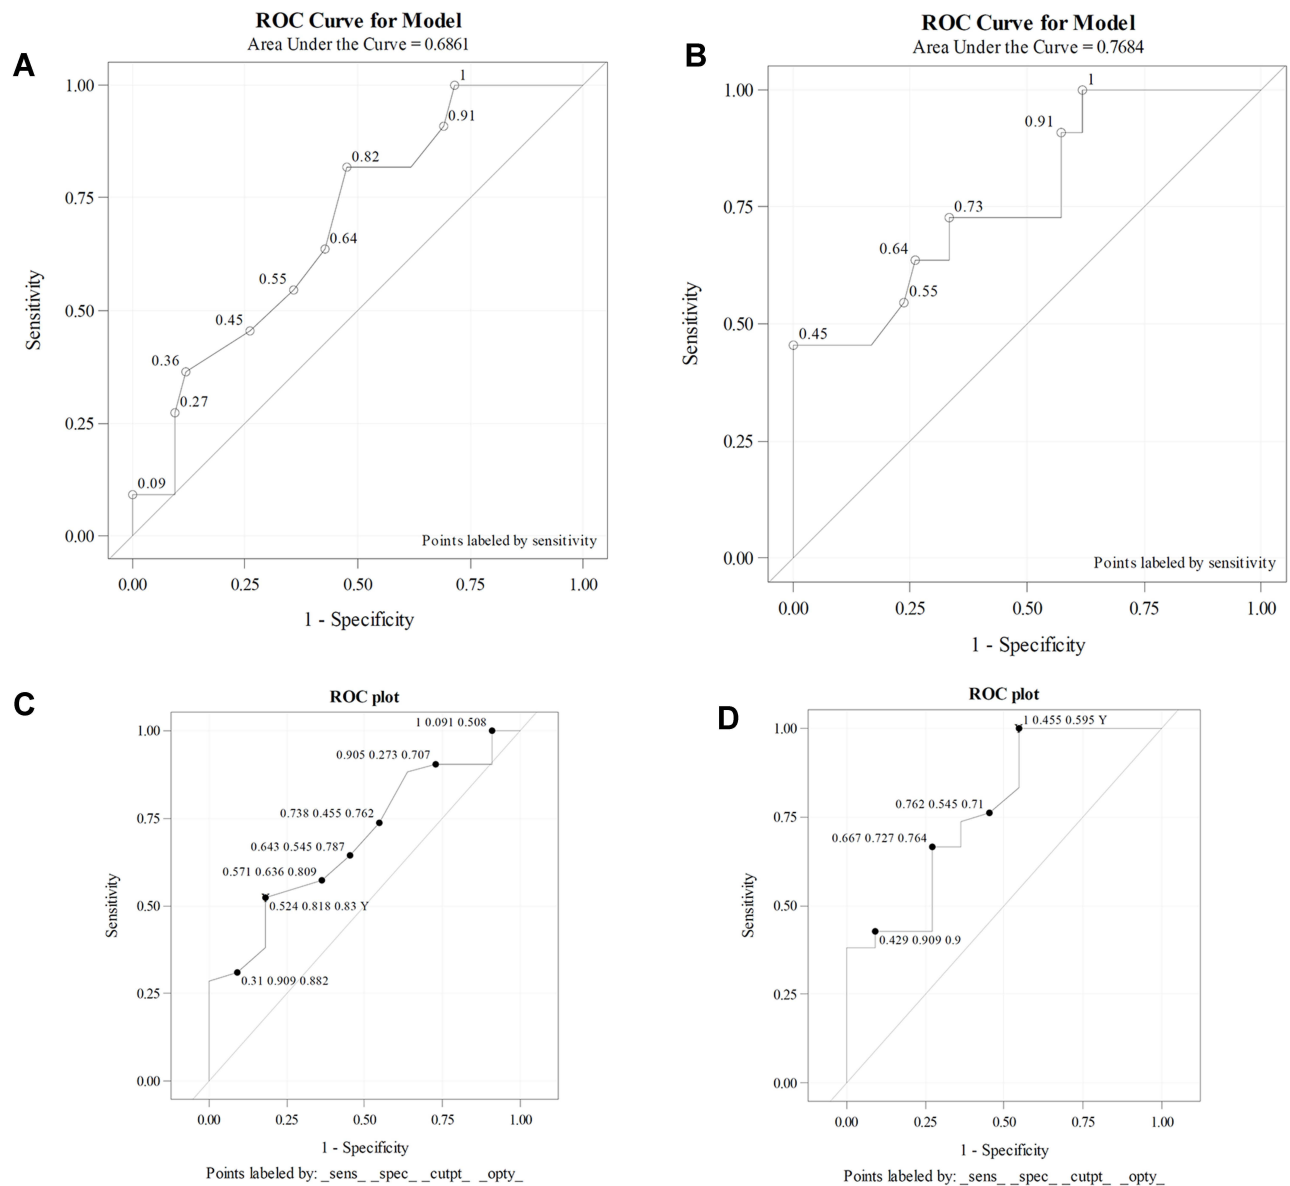 A
ROC Curve for Model
Area Under the Curve = 0.6861
1.00
0.75
0.50
0.25
0.00
Sensitivity
1
0.91
0.82
0.64
0.55
0.45
0.36
0.27
0.09
Points labeled by sensitivity
0.00 0.25 0.50 0.75 1.00
1 - Specificity
B
ROC Curve for Model
Area Under the Curve = 0.7684
1.00
0.75
0.50
0.25
0.00
Sensitivity
1
0.91
0.73
0.64
0.55
0.45
Points labeled by sensitivity
0.00 0.25 0.50 0.75 1.00
1 - Specificity
C
ROC plot
1.00
0.75
0.50
0.25
0.00
Sensitivity
1 0.091 0.508
0.905 0.273 0.707
0.738 0.455 0.762
0.643 0.545 0.787
0.571 0.636 0.809
0.524 0.818 0.83 Y
0.31 0.909 0.882
0.00 0.25 0.50 0.75 1.00
1 - Specificity
Points labeled by: _sens_ _spec_ _cutpt_ _opty_
D
ROC plot
1.00
0.75
0.50
0.25
0.00
Sensitivity
1 0.455 0.595 Y
0.762 0.545 0.71
0.667 0.727 0.764
0.429 0.909 0.9
0.00 0.25 0.50 0.75 1.00
1 - Specificity
Points labeled by: _sens_ _spec_ _cutpt_ _opty_